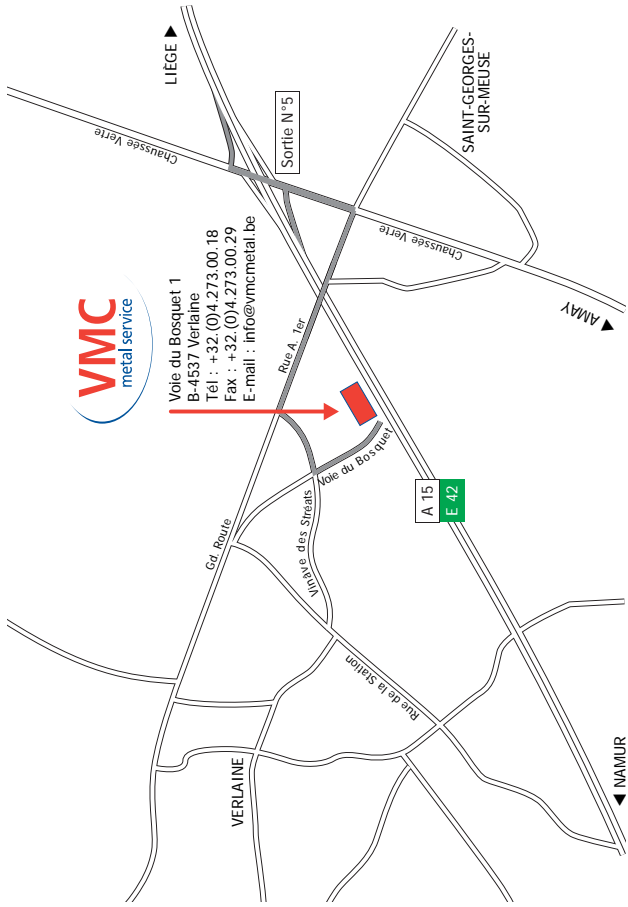 VMC
metal service
Voie du Bosquet 1
B-4537 Verlaine
Tél : +32.(0)4.273.00.18
Fax : +32.(0)4.273.00.29
E-mail : info@vmcmetal.be
LIÈGE
Chaussée Verte
Sortie N°5
SAINT-GEORGES-
SUR-MEUSE
Chaussée Verte
AMAY
Rue A. 1er
Voie du Bosquet
Vinâve des Stréats
Gd. Route
A 15
E 42
Rue de la Station
VERLAINE
NAMUR